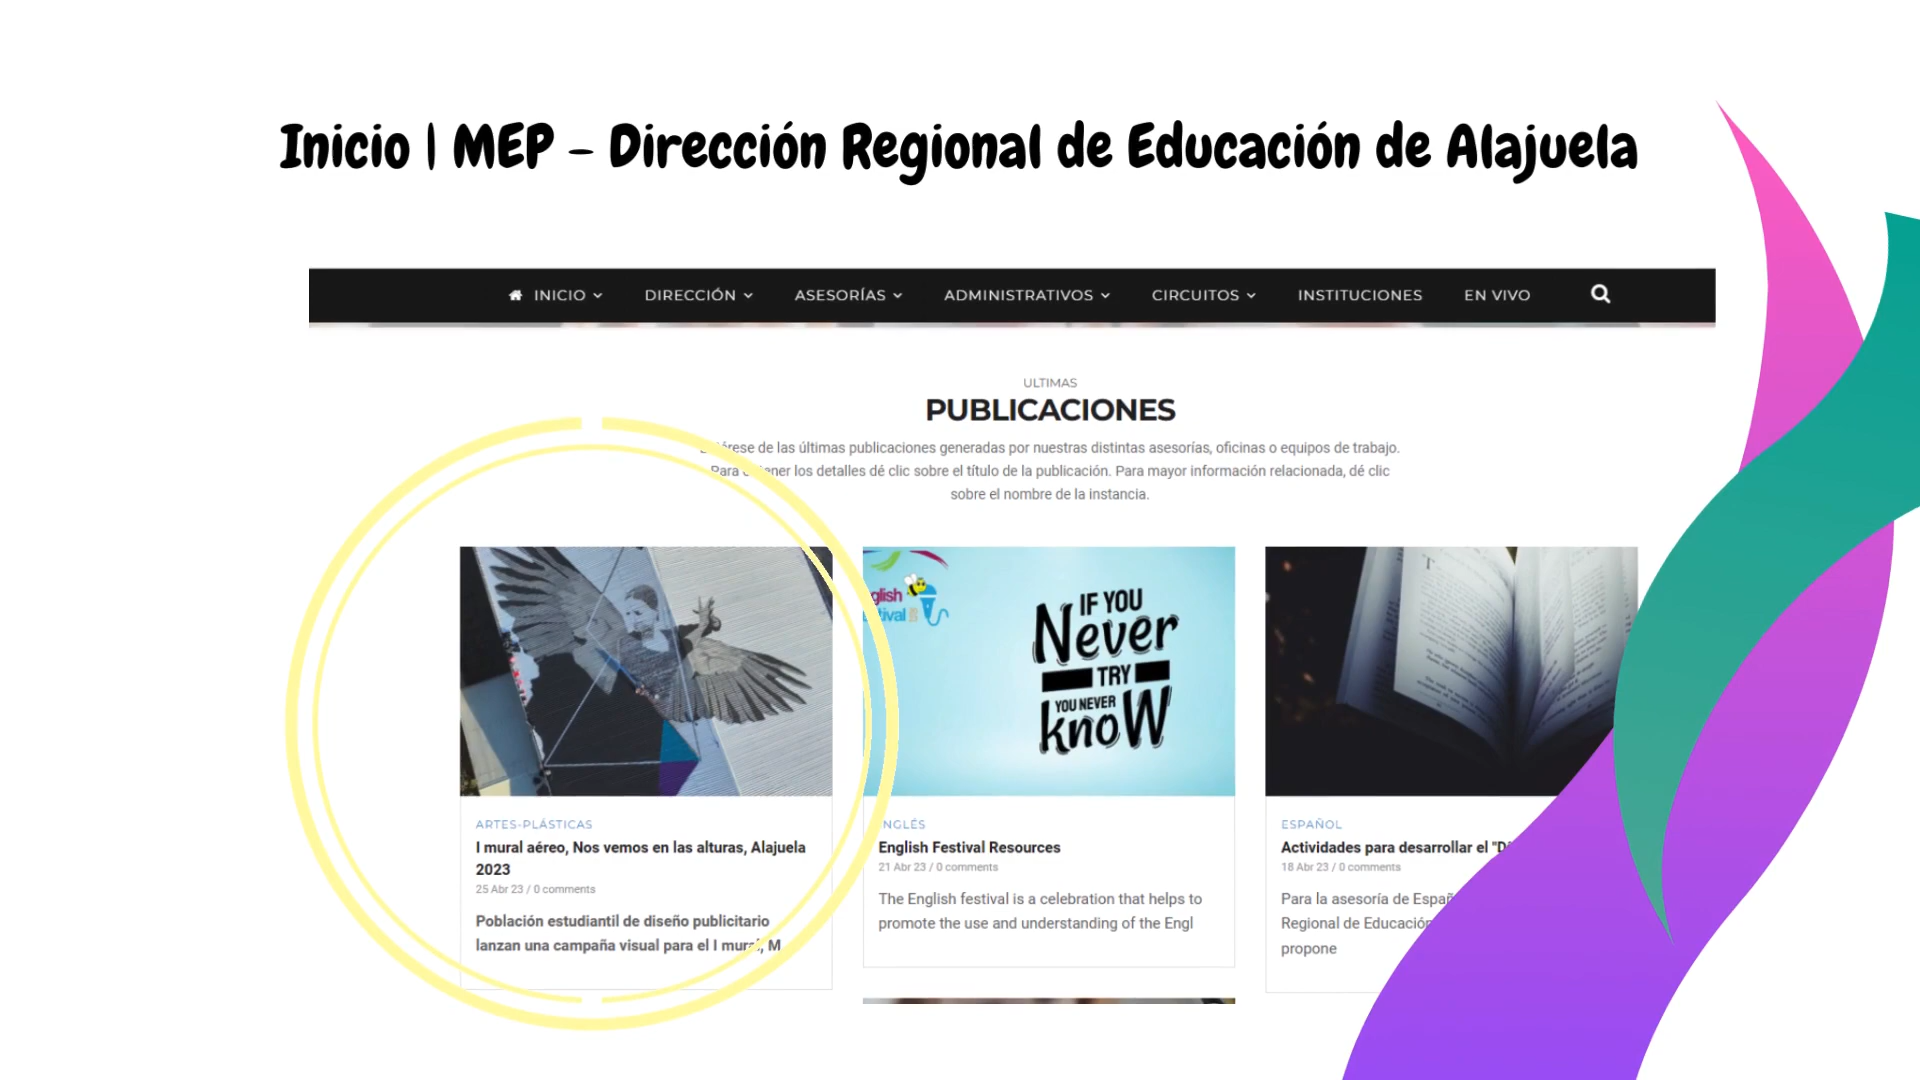 Inicio | MEP - Dirección Regional de Educación de Alajuela
INICIO DIRECCIÓN ASESORÍAS ADMINISTRATIVOS CIRCUITOS INSTITUCIONES EN VIVO
ULTIMAS
PUBLICACIONES
de las últimas publicaciones generadas por nuestras distintas asesorías, oficinas o equipos de trabajo.
Para los detalles dé clic sobre el título de la publicación. Para mayor información relacionada, dé clic
sobre el nombre de la instancia.
ARTES-PLÁSTICAS
I mural aéreo, Nos vemos en las alturas, Alajuela
2023
25 Abr 23 / 0 comments
Población estudiantil de diseño publicitario
lanzan una campaña visual para el I mural, M
glish
tival
IF YOU
Never
TRY
YOU NEVER
knoW
NGLÉS
English Festival Resources
21 Abr 23 / 0 comments
The English festival is a celebration that helps to
promote the use and understanding of the Engl
ESPAÑOL
Actividades para desarrollar el "D
18 Abr 23 / 0 comments
Para la asesoría de Españ
Regional de Educación
propone